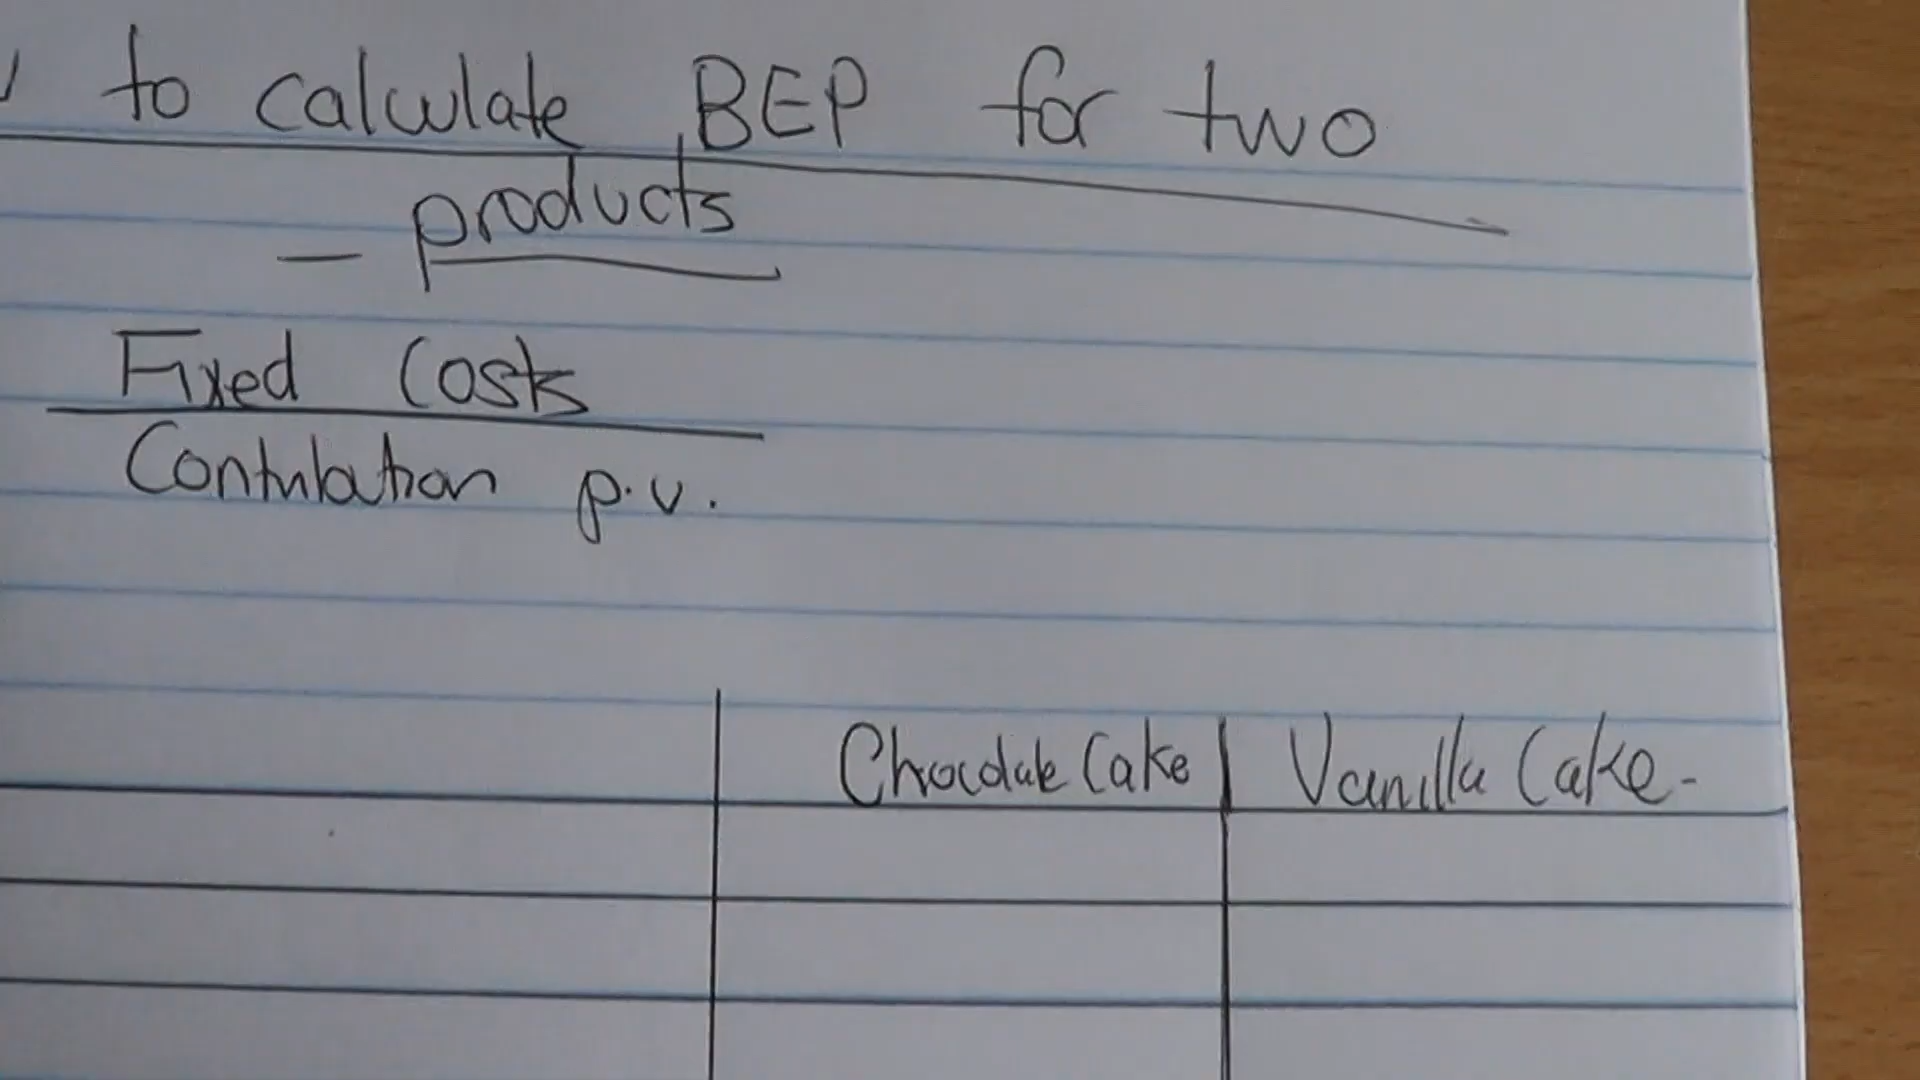 to calculate BEP for two
- products
Fixed Costs
Contribution p.u.
Chocolate Cake Vanilla Cake